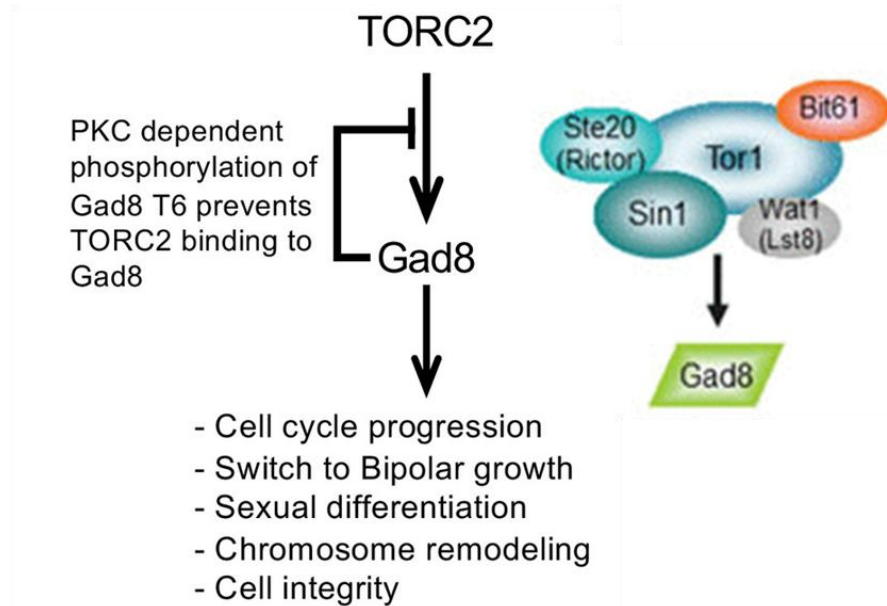 TORC2
PKC dependent
phosphorylation of
Gad8 T6 prevents
TORC2 binding to
Gad8
Gad8
- Cell cycle progression
- Switch to Bipolar growth
- Sexual differentiation
- Chromosome remodeling
- Cell integrity
Ste20
(Rictor)
Tor1
Bit61
Sin1
Wat1
(Lst8)
Gad8